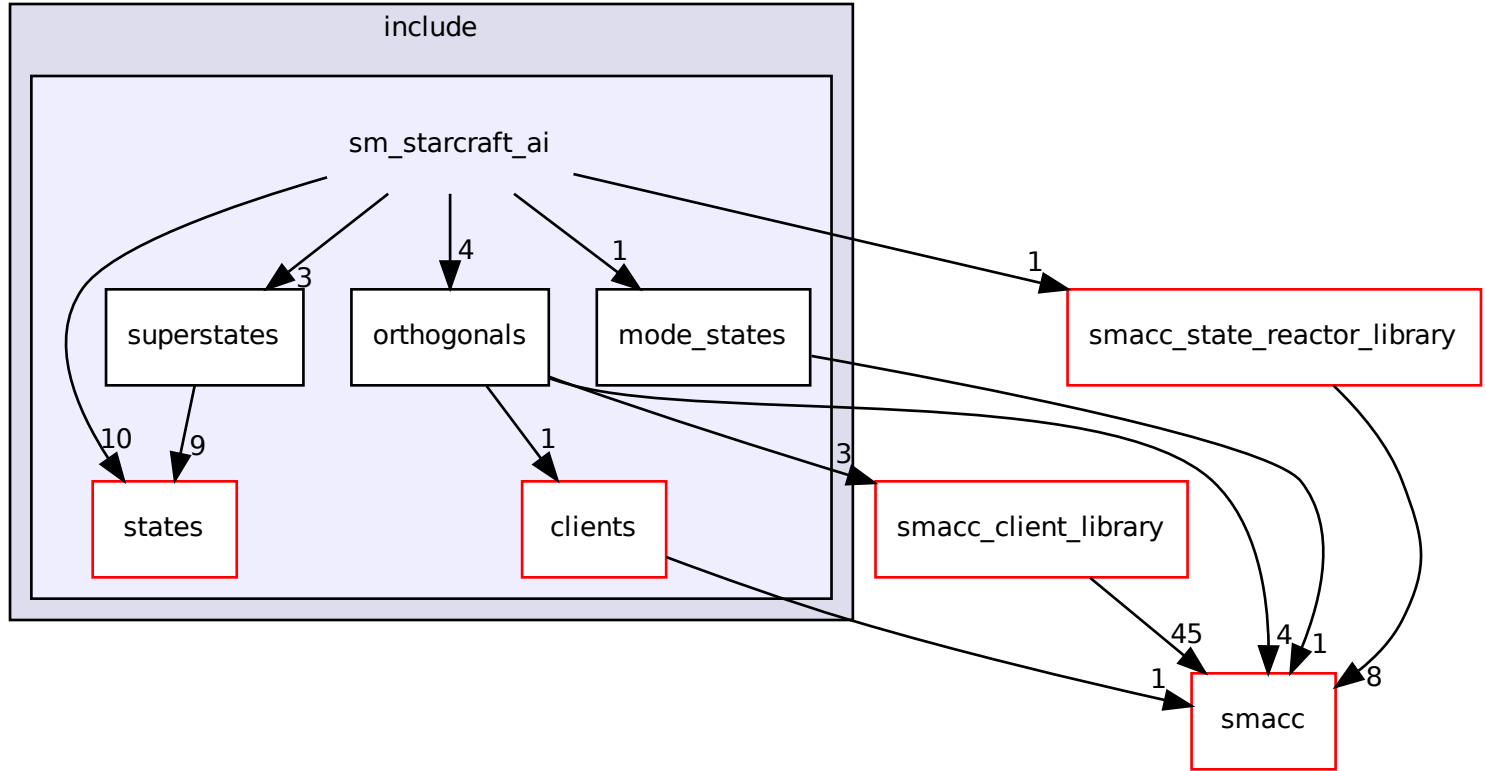 include
sm_starcraft_ai
1
1
4
3
superstates
orthogonals
mode_states
smacc_state_reactor_library
10
9
1
3
states
clients
smacc_client_library
45
4
1
1
8
smacc